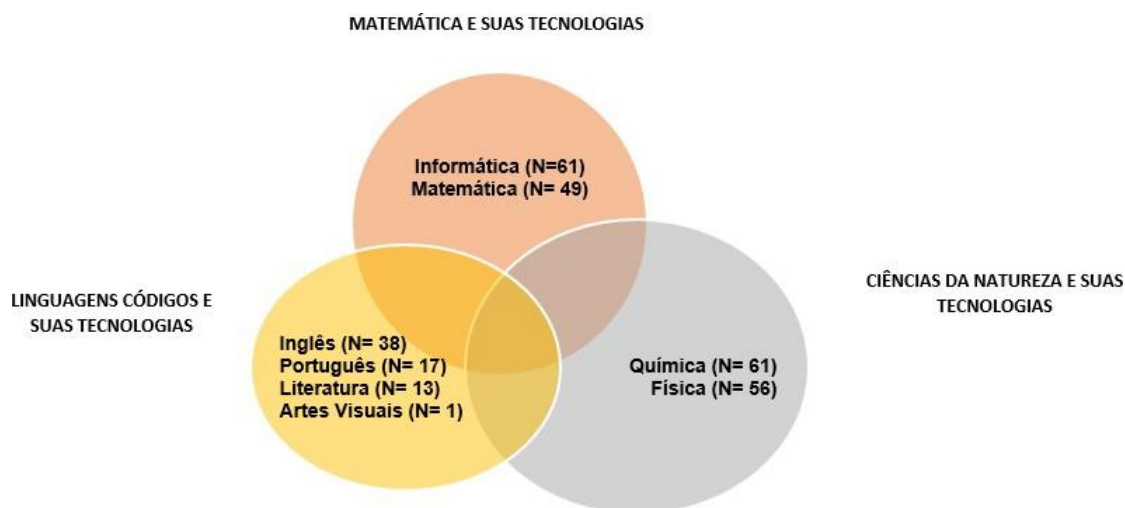 MATEMÁTICA E SUAS TECNOLOGIAS
Informática (N=61)
Matemática (N= 49)
LINGUAGENS CÓDIGOS E
SUAS TECNOLOGIAS
Inglês (N= 38)
Português (N= 17)
Literatura (N= 13)
Artes Visuais (N= 1)
CIÊNCIAS DA NATUREZA E SUAS
TECNOLOGIAS
Química (N= 61)
Física (N= 56)